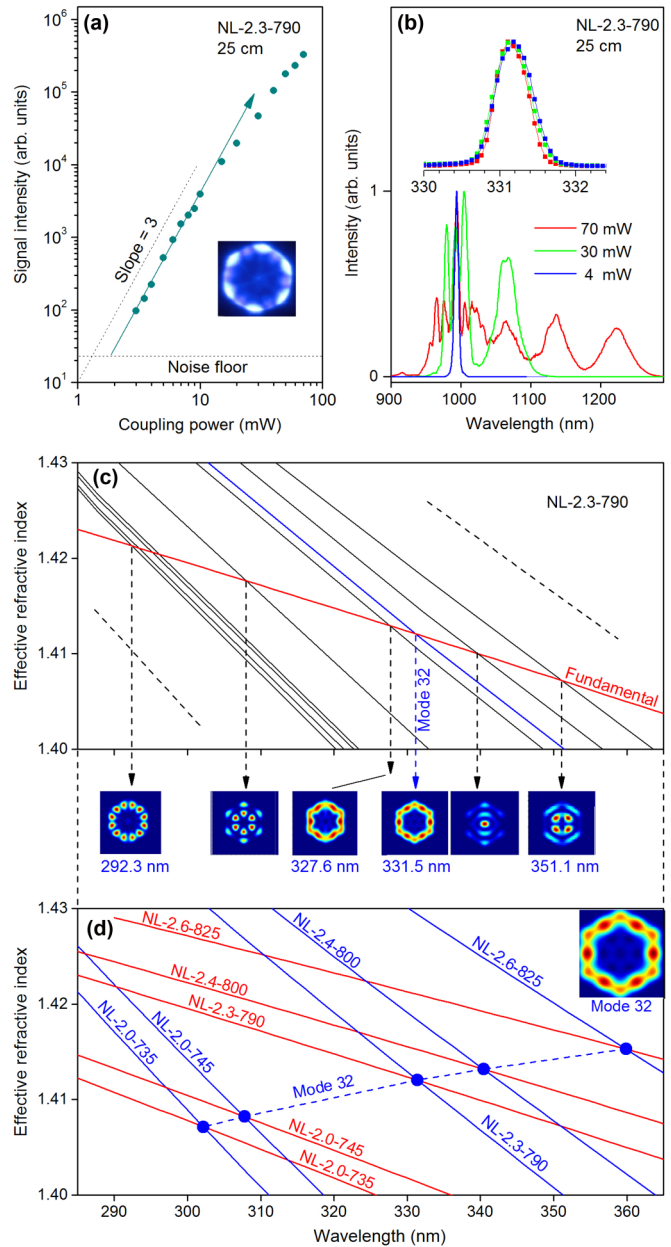 (a)
NL-2.3-790
25 cm
Signal intensity (arb. units)
10^6
10^5
10^4
10^3
10^2
10^1
Slope = 3
Noise floor
1 10 100
Coupling power (mW)
(b)
NL-2.3-790
25 cm
330 331 332
Intensity (arb. units)
1
0
70 mW
30 mW
4 mW
900 1000 1100 1200
Wavelength (nm)
(c)
NL-2.3-790
Effective refractive index
1.43
1.42
1.41
1.40
Mode 32
Fundamental
292.3 nm
327.6 nm
331.5 nm
351.1 nm
(d)
Effective refractive index
1.43
1.42
1.41
1.40
NL-2.6-825
NL-2.4-800
NL-2.3-790
NL-2.0-745
NL-2.0-735
NL-2.4-800
NL-2.6-825
Mode 32
Mode 32
NL-2.3-790
NL-2.0-745
NL-2.0-735
290 300 310 320 330 340 350 360
Wavelength (nm)